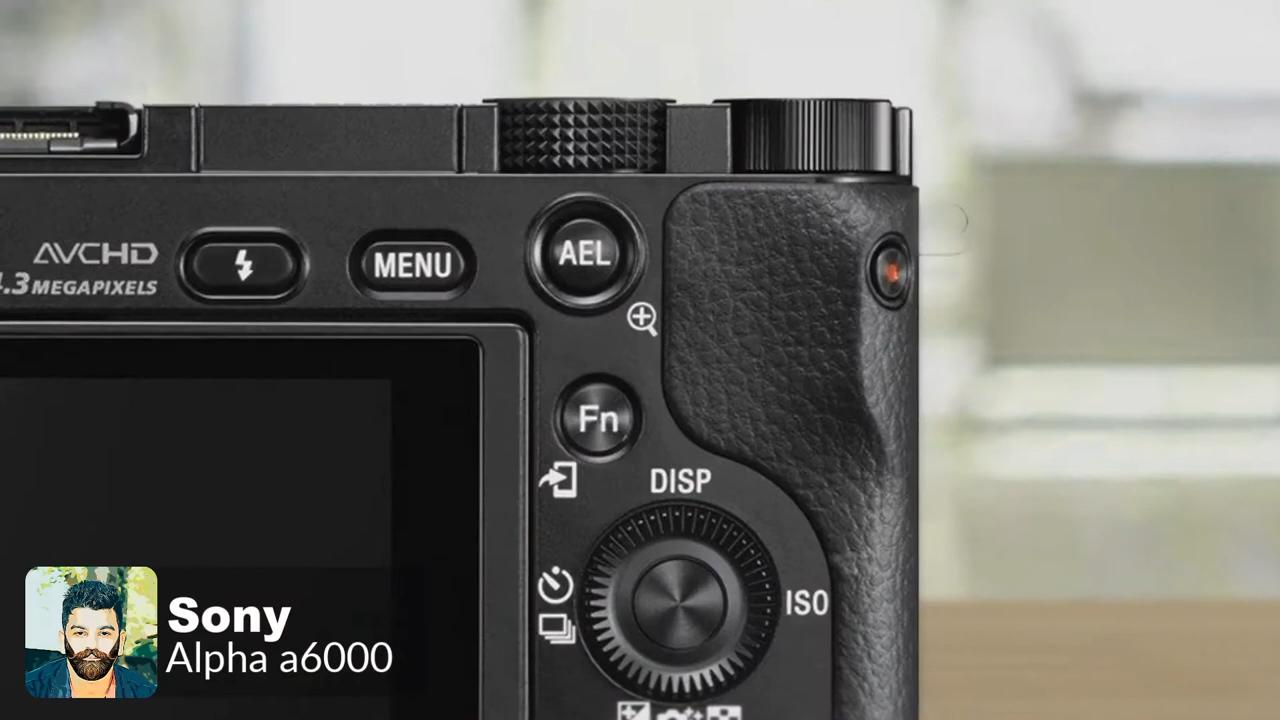 AVCHD
.3 MEGAPIXELS
MENU
AEL
Fn
DISP
ISO
Sony
Alpha a6000